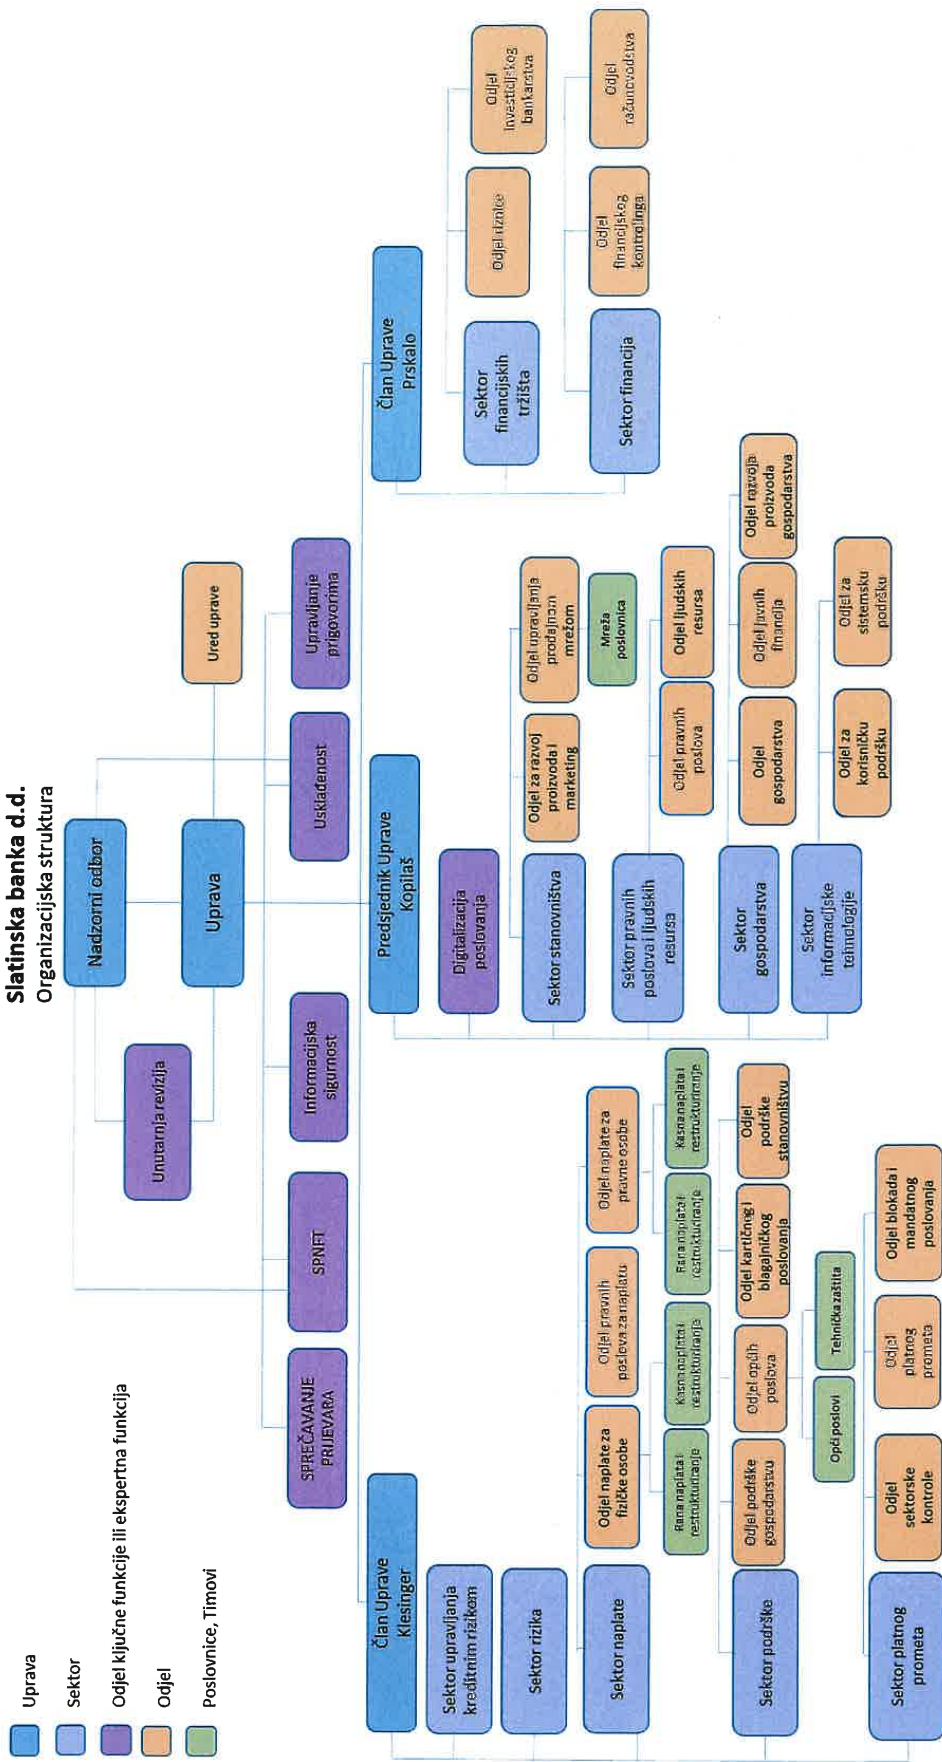 Slatinska banka d.d.
Organizacijska struktura
Uprava
Sektor
Odjel ključne funkcije ili ekspertna funkcija
Odjel
Poslovnice, Timovi
Nadzorni odbor
Unutarnja revizija
Uprava
Ured uprave
SPREČAVANJE
PRIJEVARA
SPNFT
Informacijska
sigurnost
Usklađenost
Upravljanje
prigovorima
Član Uprave
Klesinger
Sektor upravljanja
kreditnim rizikom
Sektor rizika
Sektor naplate
Odjel naplate za
fizičke osobe
Odjel pravnih
poslova za naplatu
Odjel naplate za
pravne osobe
Rana naplata i
restrukturiranje
Kasna naplata i
restrukturiranje
Rana naplata i
restrukturiranje
Kasna naplata i
restrukturiranje
Sektor podrške
Odjel podrške
gospodarstvu
Odjel općih
poslova
Odjel kartičnog i
blagajničkog
poslovanja
Odjel
podrške
stanovništvu
Opći poslovi
Tehnička zaštita
Sektor platnog
prometa
Odjel
sektorske
kontrole
Odjel
platnog
prometa
Odjel blokada i
mandatnog
poslovanja
Predsjednik Uprave
Kopilaš
Digitalizacija
poslovanja
Sektor stanovništva
Odjel za razvoj
proizvoda i
marketing
Odjel upravljanja
prodajnom
mrežom
Mreža
poslovnica
Sektor pravnih
poslova i ljudskih
resursa
Odjel pravnih
poslova
Odjel ljudskih
resursa
Sektor
gospodarstva
Odjel
gospodarstva
Odjel javnih
financija
Odjel razvoja
proizvoda
gospodarstva
Sektor
informacijske
tehnologije
Odjel za
korisničku
podršku
Odjel za
sistemsku
podršku
Član Uprave
Prskalo
Sektor
financijskih
tržišta
Odjel riznice
Odjel
investicijskog
bankarstva
Sektor financija
Odjel
financijskog
kontrolinga
Odjel
računovodstva